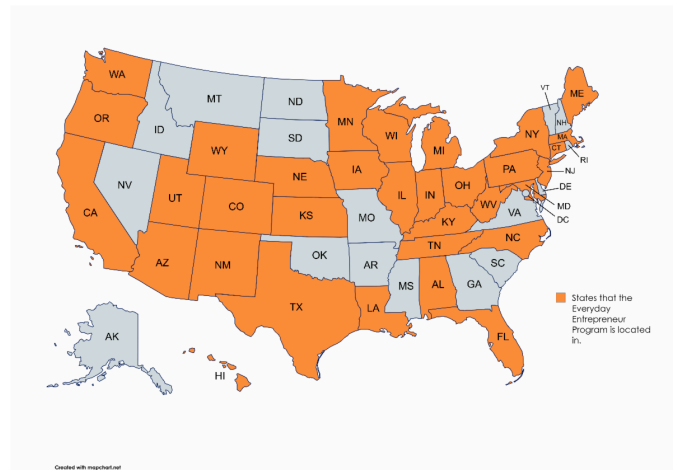 WA
MT
ND
MN
VT
ME
OR
ID
SD
WI
MI
NY
NH
MA
CT
RI
WY
IA
PA
NJ
NE
NV
UT
CO
IL
IN
OH
DE
MD
DC
WV
VA
CA
KS
MO
KY
TN
NC
AZ
NM
OK
AR
SC
MS
AL
GA
TX
LA
FL
AK
HI
States that the
Everyday
Entrepreneur
Program is located
in.
Created with mapchart.net